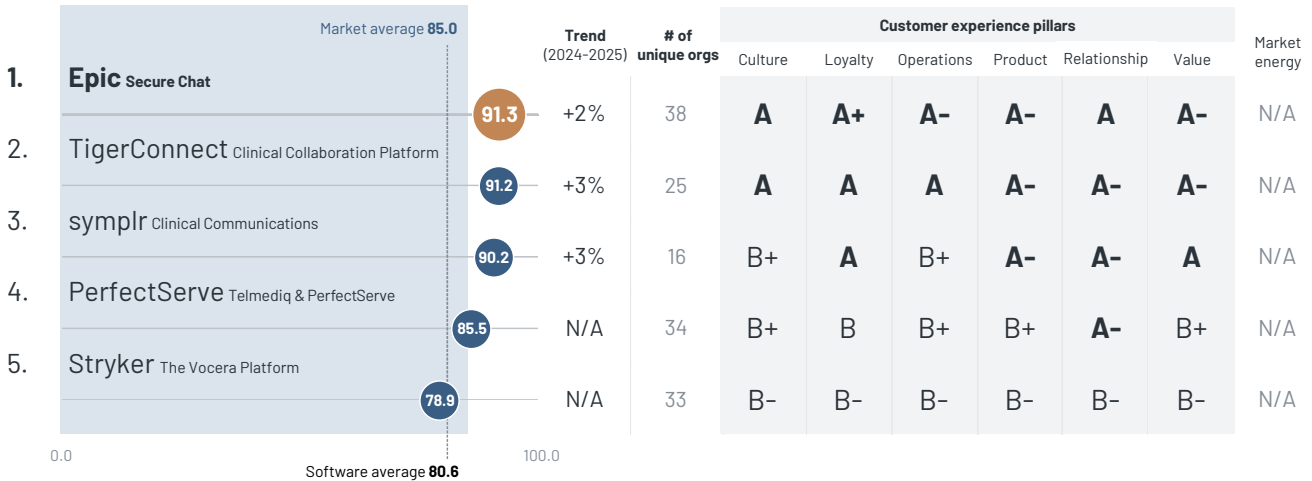 Market average 85.0
Trend
(2024-2025)
# of
unique orgs
Customer experience pillars
Culture Loyalty Operations Product Relationship Value
Market
energy
1. Epic Secure Chat
91.3 +2% 38 A A+ A- A- A A- N/A
2. TigerConnect Clinical Collaboration Platform
91.2 +3% 25 A A A A- A- A- N/A
3. symplr Clinical Communications
90.2 +3% 16 B+ A B+ A- A- A N/A
4. PerfectServe Telmediq & PerfectServe
85.5 N/A 34 B+ B B+ B+ A- B+ N/A
5. Stryker The Vocera Platform
78.9 N/A 33 B- B- B- B- B- B- N/A
0.0 100.0
Software average 80.6